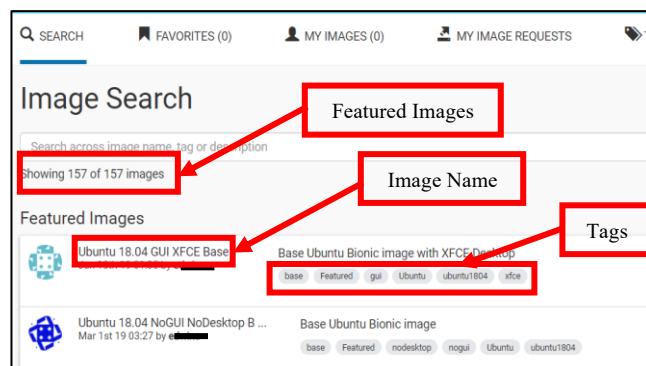 SEARCH FAVORITES (0) MY IMAGES (0) MY IMAGE REQUESTS
Image Search
Featured Images
Search across image name, tag or description
Showing 157 of 157 images
Image Name
Featured Images
Tags
Ubuntu 18.04 GUI XFCE Base Base Ubuntu Bionic image with XFCE Desktop
by
base Featured gui Ubuntu ubuntu1804 xfce
Ubuntu 18.04 NoGUI NoDesktop B ... Base Ubuntu Bionic image
Mar 1st 19 03:27 by
base Featured nodesktop nogui Ubuntu ubuntu1804